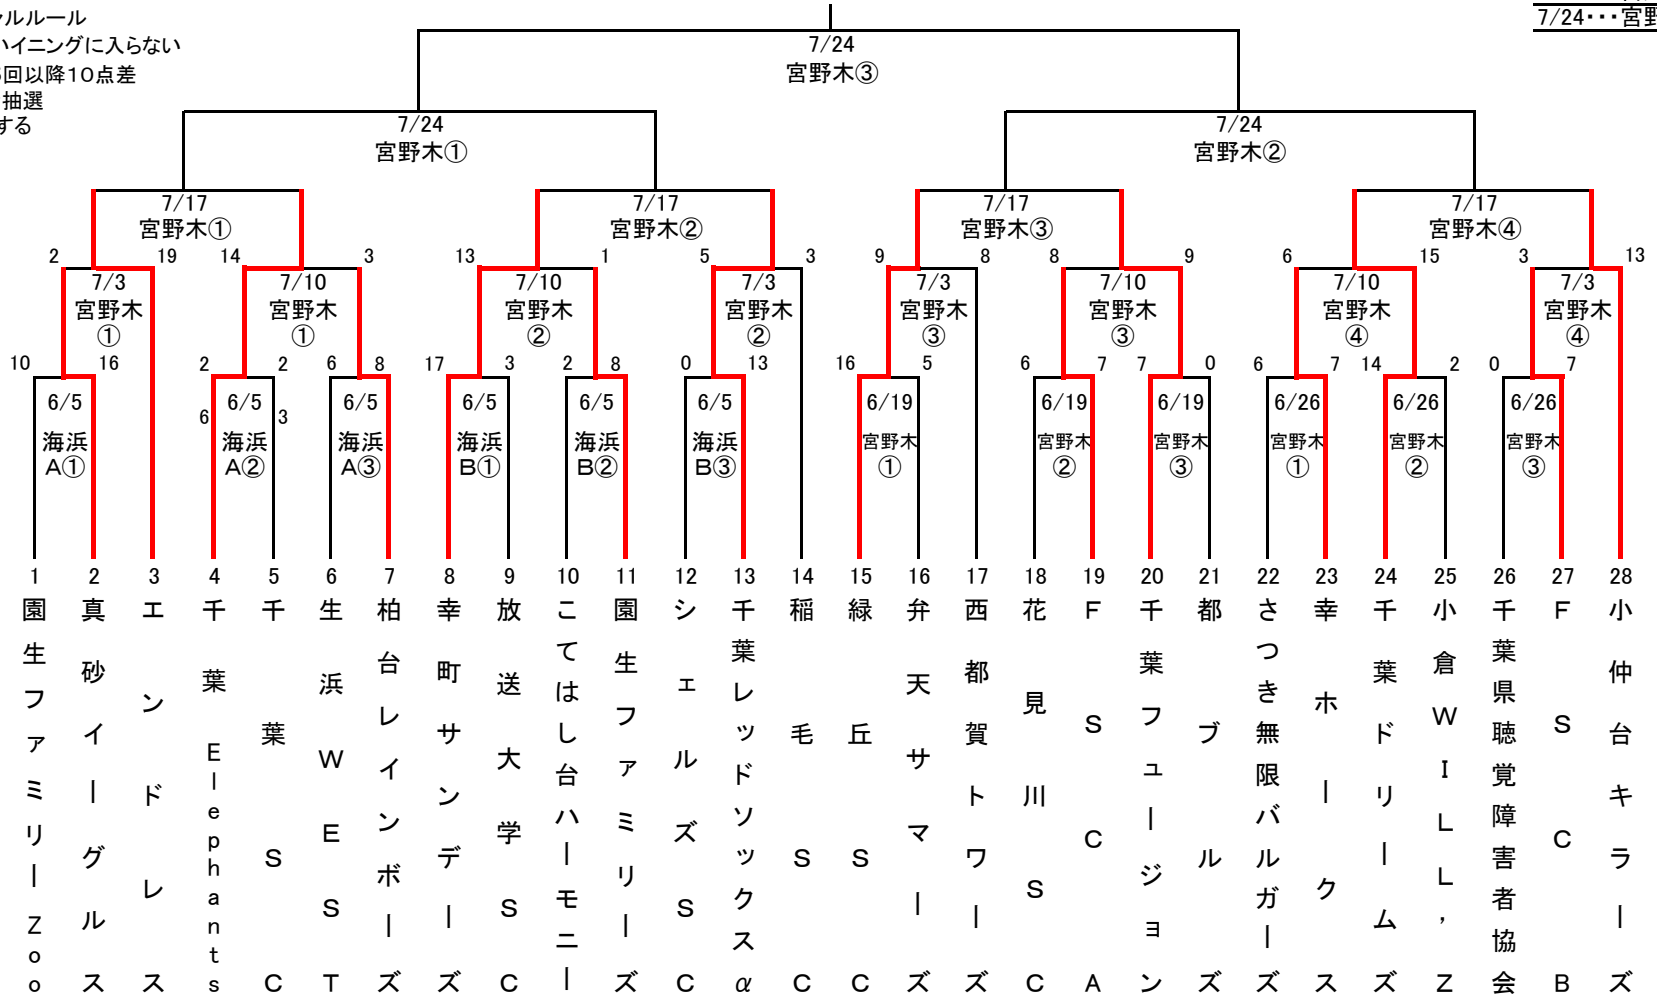 ルルール
7/24・・・宮野
ハイニングに入らない
回以降10点差
抽選
する
7/24
宮野木③
7/24
宮野木①
7/24
宮野木②
7/17
宮野木①
7/17
宮野木②
7/17
宮野木③
7/17
宮野木④
2 19 14 3 13 1 5 3 9 8 8 9 6 15 3 13
7/3
宮野木
①
7/10
宮野木
①
7/10
宮野木
②
7/3
宮野木
②
7/3
宮野木
③
7/10
宮野木
③
7/10
宮野木
④
7/3
宮野木
④
10 16 2 2 6 8 17 3 2 8 0 13 16 5 6 7 7 0 6 7 14 2 0 7
6 3
6/5
海浜
A①
6/5
海浜
A②
6/5
海浜
A③
6/5
海浜
B①
6/5
海浜
B②
6/5
海浜
B③
6/19
宮野木
①
6/19
宮野木
②
6/19
宮野木
③
6/26
宮野木
①
6/26
宮野木
②
6/26
宮野木
③
1 園生ファミリーZoo
2 真砂イーグルス
3 エンドレス
4 千葉Elephants
5 千葉SC
6 生浜WEST
7 柏台レインボーズ
8 幸町サンデーズ
9 放送大学SC
10 こてはし台ハーモニー
11 園生ファミリーズ
12 シェルズSC
13 千葉レッドソックスα
14 稲毛SC
15 緑丘SC
16 弁天サマーズ
17 西都賀トワーズ
18 花見川SC
19 FSCA
20 千葉フュージョン
21 都ブルズ
22 さつき無限バルガーズ
23 幸ホークス
24 千葉ドリームズ
25 小倉WILL,Z
26 千葉県聴覚障害者協会
27 FSCB
28 小仲台キラーズ